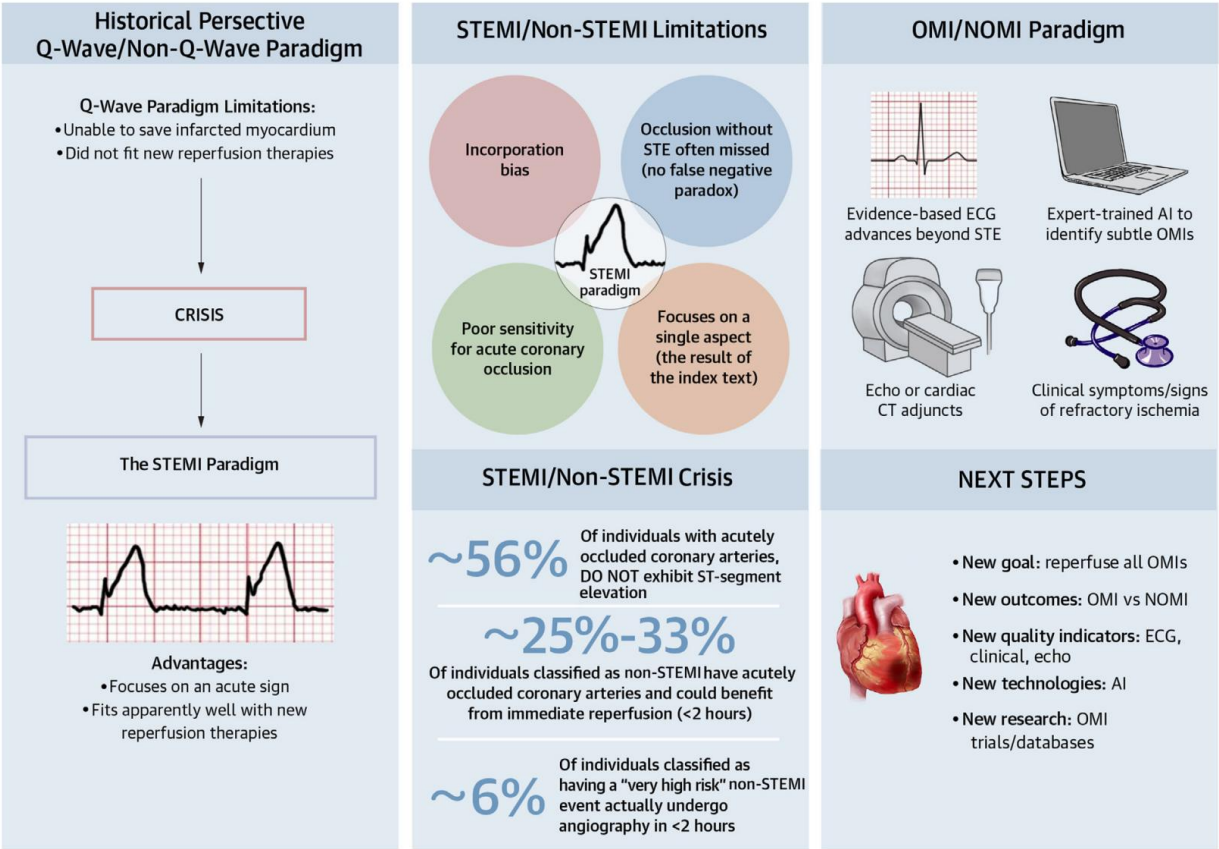 Historical Persective
Q-Wave/Non-Q-Wave Paradigm
Q-Wave Paradigm Limitations:
• Unable to save infarcted myocardium
• Did not fit new reperfusion therapies
CRISIS
The STEMI Paradigm
Advantages:
• Focuses on an acute sign
• Fits apparently well with new
reperfusion therapies
STEMI/Non-STEMI Limitations
Incorporation
bias
Occlusion without
STE often missed
(no false negative
paradox)
STEMI
paradigm
Poor sensitivity
for acute coronary
occlusion
Focuses on a
single aspect
(the result of
the index text)
STEMI/Non-STEMI Crisis
~56%
Of individuals with acutely
occluded coronary arteries,
DO NOT exhibit ST-segment
elevation
~25%-33%
Of individuals classified as non-STEMI have acutely
occluded coronary arteries and could benefit
from immediate reperfusion (<2 hours)
~6%
Of individuals classified as
having a “very high risk” non-STEMI
event actually undergo
angiography in <2 hours
OMI/NOMI Paradigm
Evidence-based ECG
advances beyond STE
Expert-trained AI to
identify subtle OMIs
Echo or cardiac
CT adjuncts
Clinical symptoms/signs
of refractory ischemia
NEXT STEPS
• New goal: reperfuse all OMIs
• New outcomes: OMI vs NOMI
• New quality indicators: ECG,
clinical, echo
• New technologies: AI
• New research: OMI
trials/databases